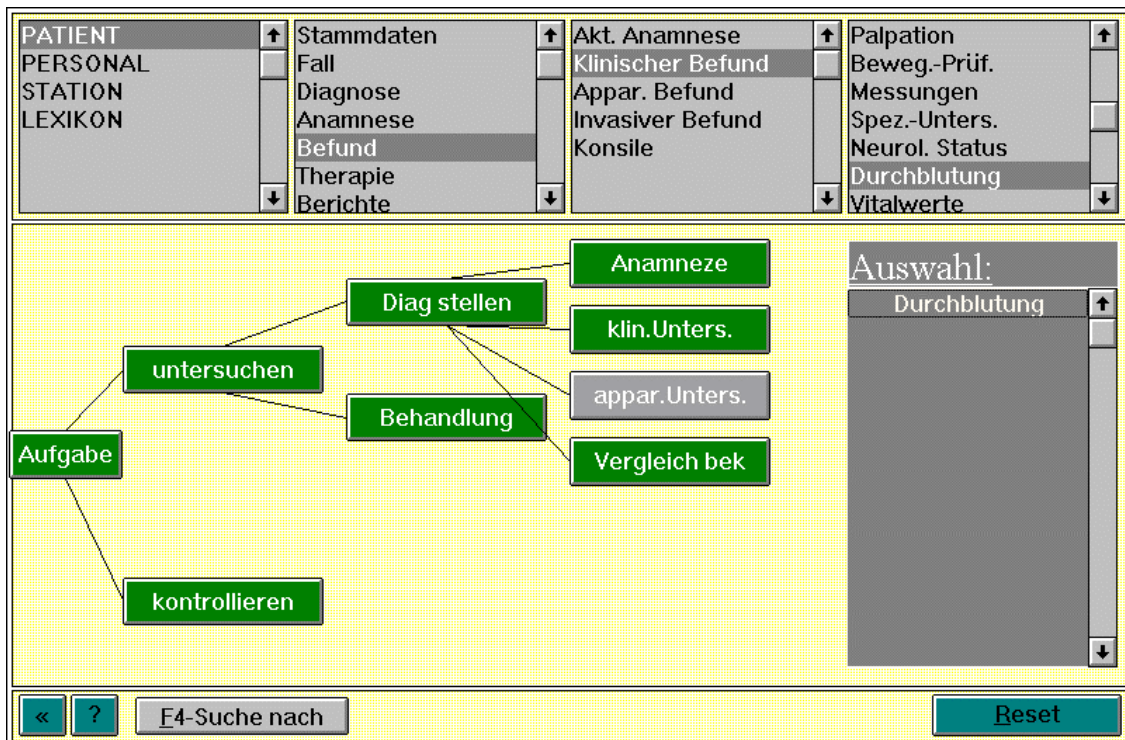 PATIENT
PERSONAL
STATION
LEXIKON
Stammdaten
Fall
Diagnose
Anamnese
Befund
Therapie
Berichte
Akt. Anamnese
Klinischer Befund
Appar. Befund
Invasiver Befund
Konsile
Palpation
Beweg.-Prüf.
Messungen
Spez.-Unters.
Neurol. Status
Durchblutung
Vitalwerte
Aufgabe
untersuchen
kontrollieren
Diag stellen
Behandlung
Anamneze
klin.Unters.
appar.Unters.
Vergleich bek
Auswahl:
Durchblutung
«
?
F4-Suche nach
Reset